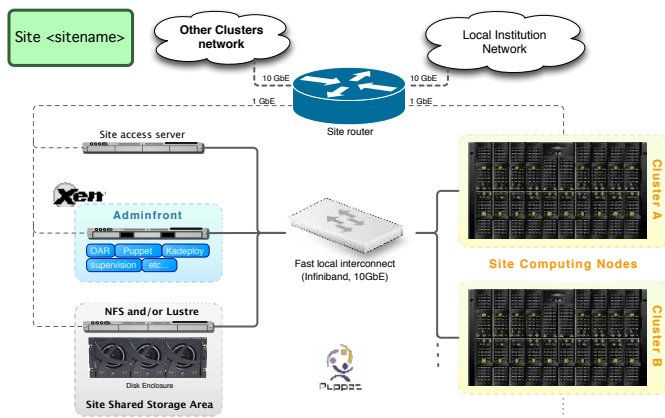 Site <sitename>
Other Clusters
network
Local Institution
Network
10 GbE
10 GbE
1 GbE
1 GbE
Site router
Site access server
Xen
Adminfront
OAR
Puppet
Kadeploy
supervision
etc...
Fast local interconnect
(Infiniband, 10GbE)
Cluster A
Site Computing Nodes
Cluster B
NFS and/or Lustre
Disk Enclosure
Site Shared Storage Area
Puppet